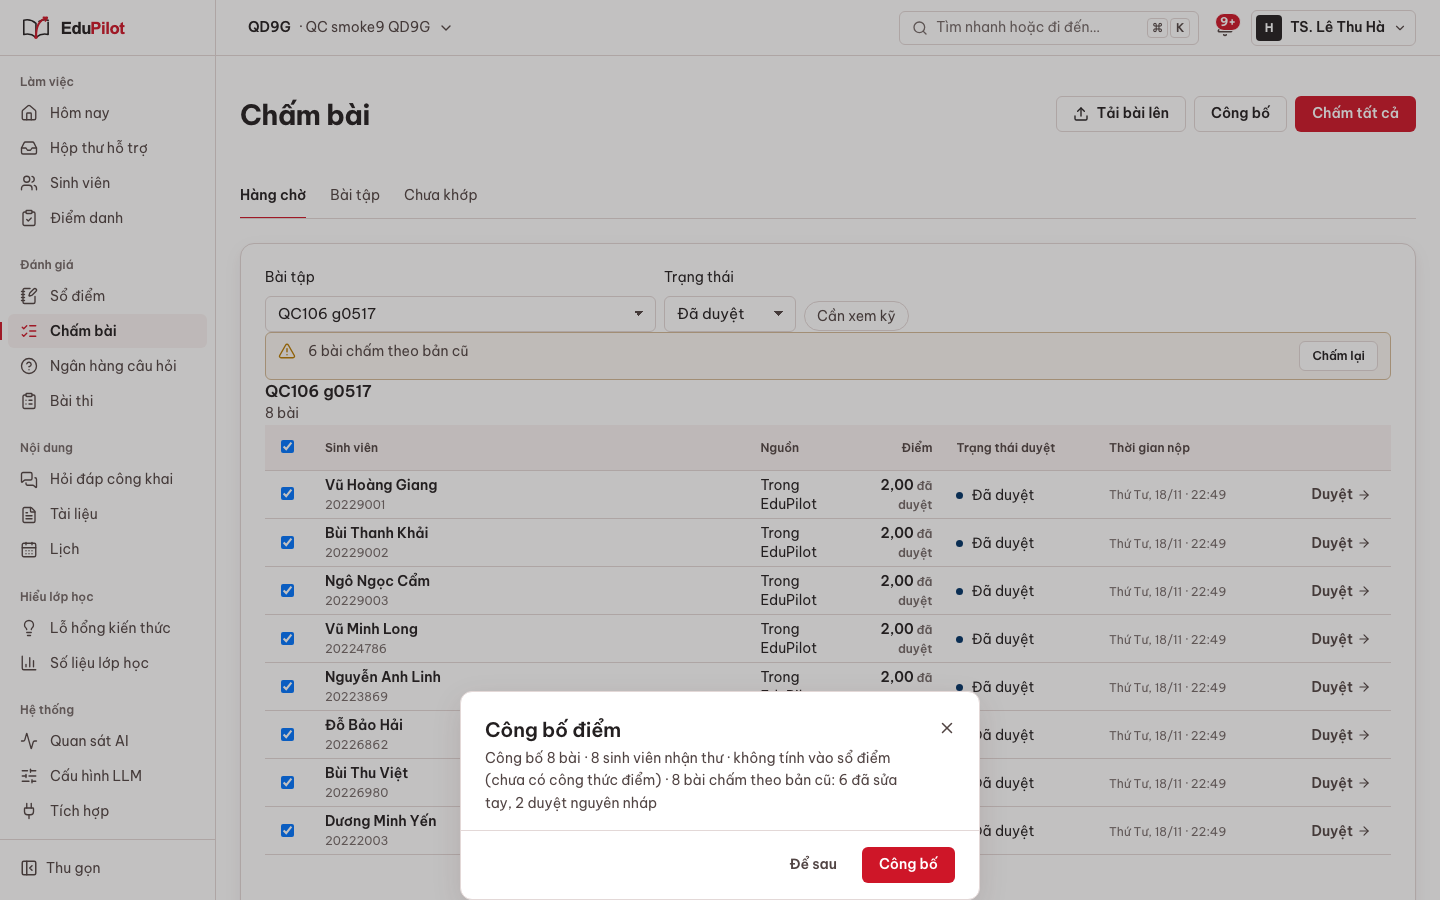 EduPilot
QD9G · QC smoke9 QD9G
Tìm nhanh hoặc đi đến...
⌘ K
9+
H TS. Lê Thu Hà
Làm việc
Hôm nay
Hộp thư hỗ trợ
Sinh viên
Điểm danh
Đánh giá
Sổ điểm
Chấm bài
Ngân hàng câu hỏi
Bài thi
Nội dung
Hỏi đáp công khai
Tài liệu
Lịch
Hiểu lớp học
Lỗ hổng kiến thức
Số liệu lớp học
Hệ thống
Quan sát AI
Cấu hình LLM
Tích hợp
Thu gọn
Chấm bài
Tải bài lên
Công bố
Chấm tất cả
Hàng chờ
Bài tập
Chưa khớp
Bài tập
Trạng thái
QC106 g0517
Đã duyệt
Cần xem kỹ
6 bài chấm theo bản cũ
Chấm lại
QC106 g0517
8 bài
Sinh viên Nguồn Điểm Trạng thái duyệt Thời gian nộp
Vũ Hoàng Giang
20229001
Trong
EduPilot
2,00 đã
duyệt
Đã duyệt
Thứ Tư, 18/11 · 22:49
Duyệt →
Bùi Thanh Khải
20229002
Trong
EduPilot
2,00 đã
duyệt
Đã duyệt
Thứ Tư, 18/11 · 22:49
Duyệt →
Ngô Ngọc Cẩm
20229003
Trong
EduPilot
2,00 đã
duyệt
Đã duyệt
Thứ Tư, 18/11 · 22:49
Duyệt →
Vũ Minh Long
20224786
Trong
EduPilot
2,00 đã
duyệt
Đã duyệt
Thứ Tư, 18/11 · 22:49
Duyệt →
Nguyễn Anh Linh
20223869
Trong
2,00 đã
Đã duyệt
Thứ Tư, 18/11 · 22:49
Duyệt →
Đỗ Bảo Hải
20226862
duyệt
Thứ Tư, 18/11 · 22:49
Duyệt →
Bùi Thu Việt
20226980
duyệt
Thứ Tư, 18/11 · 22:49
Duyệt →
Dương Minh Yến
20222003
duyệt
Thứ Tư, 18/11 · 22:49
Duyệt →
Công bố điểm
Công bố 8 bài · 8 sinh viên nhận thư · không tính vào sổ điểm
(chưa có công thức điểm) · 8 bài chấm theo bản cũ: 6 đã sửa
tay, 2 duyệt nguyên nháp
Để sau
Công bố